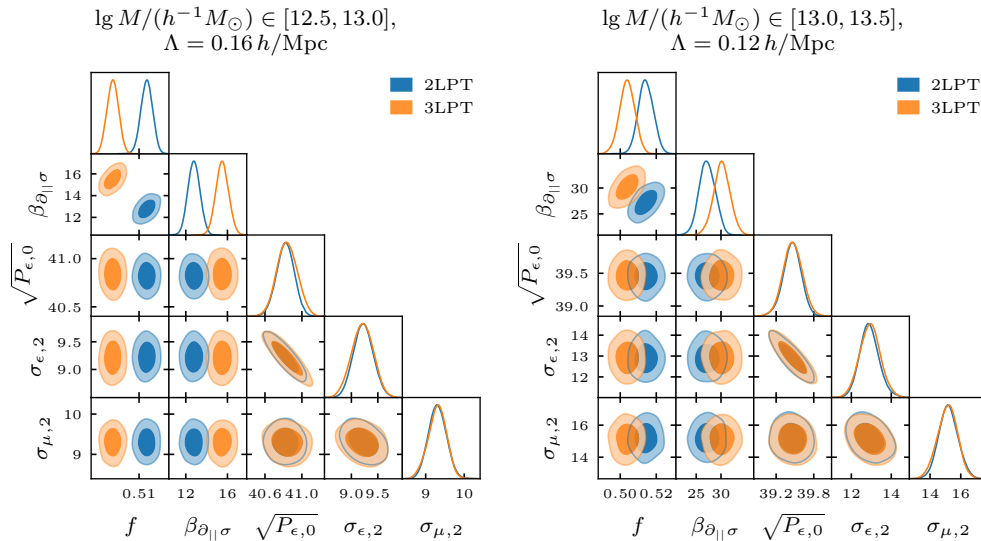 lg M/(h⁻¹M⊙) ∈ [12.5, 13.0],
Λ = 0.16 h/Mpc
2LPT
3LPT
β∂||σ
16
14
12
√Pϵ,0
41.0
40.5
σϵ,2
9.5
9.0
σμ,2
10
9
0.51
12 16
40.6 41.0
9.0 9.5
9 10
f
β∂||σ
√Pϵ,0
σϵ,2
σμ,2
lg M/(h⁻¹M⊙) ∈ [13.0, 13.5],
Λ = 0.12 h/Mpc
2LPT
3LPT
β∂||σ
30
25
√Pϵ,0
39.5
39.0
σϵ,2
14
13
12
σμ,2
16
14
0.50 0.52
25 30
39.2 39.8
12 14
14 16
f
β∂||σ
√Pϵ,0
σϵ,2
σμ,2